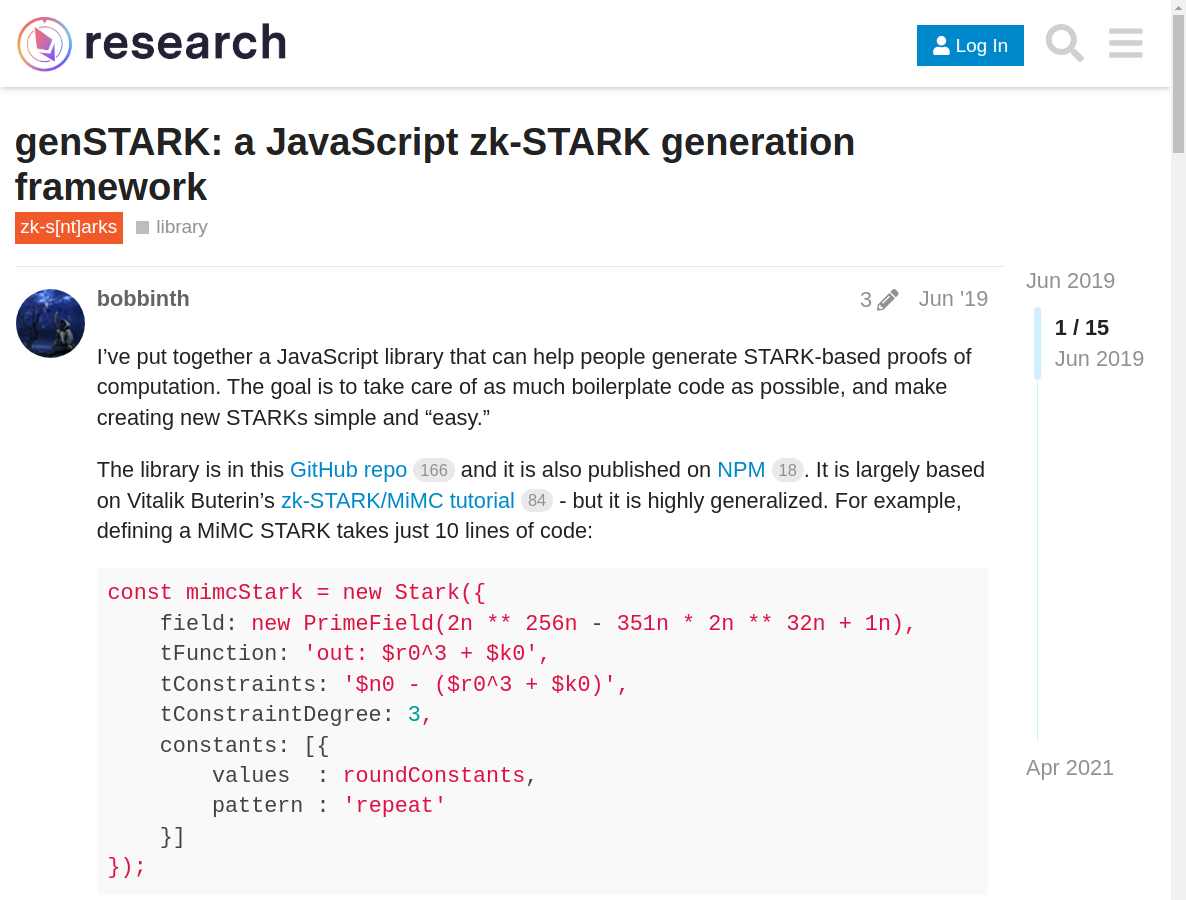 research
Log In
genSTARK: a JavaScript zk-STARK generation
framework
zk-s[nt]arks
library
bobbinth
3
Jun '19
Jun 2019
1 / 15
Jun 2019
I’ve put together a JavaScript library that can help people generate STARK-based proofs of
computation. The goal is to take care of as much boilerplate code as possible, and make
creating new STARKs simple and “easy.”
The library is in this GitHub repo 166 and it is also published on NPM 18. It is largely based
on Vitalik Buterin’s zk-STARK/MiMC tutorial 84 - but it is highly generalized. For example,
defining a MiMC STARK takes just 10 lines of code:
const mimcStark = new Stark({
    field: new PrimeField(2n ** 256n - 351n * 2n ** 32n + 1n),
    tFunction: 'out: $r0^3 + $k0',
    tConstraints: '$n0 - ($r0^3 + $k0)',
    tConstraintDegree: 3,
    constants: [{
        values  : roundConstants,
        pattern : 'repeat'
    }]
});
Apr 2021